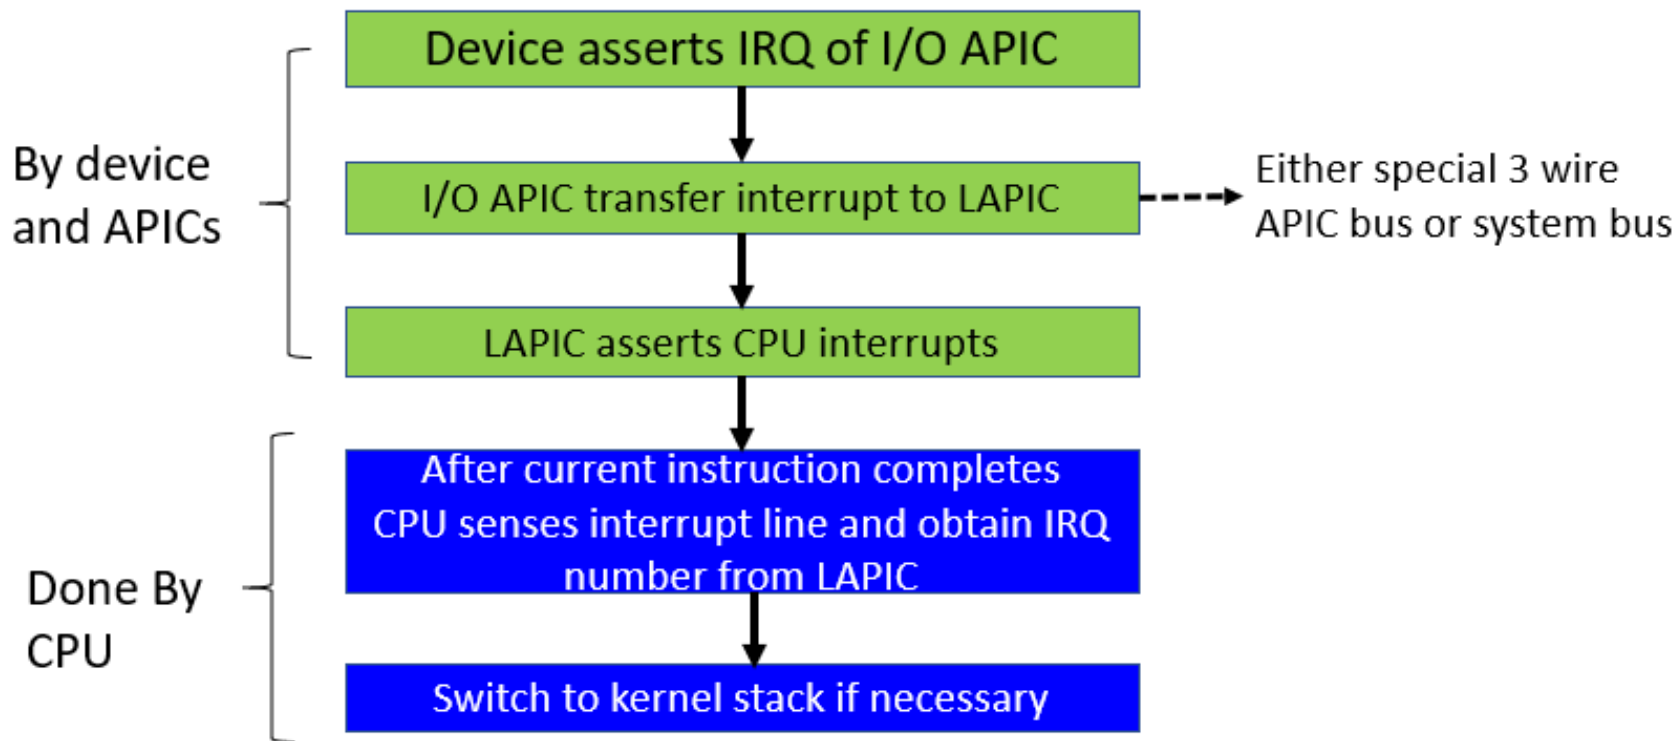 Device asserts IRQ of I/O APIC
By device
and APICs
I/O APIC transfer interrupt to LAPIC
Either special 3 wire
APIC bus or system bus
LAPIC asserts CPU interrupts
After current instruction completes
CPU senses interrupt line and obtain IRQ
number from LAPIC
Done By
CPU
Switch to kernel stack if necessary